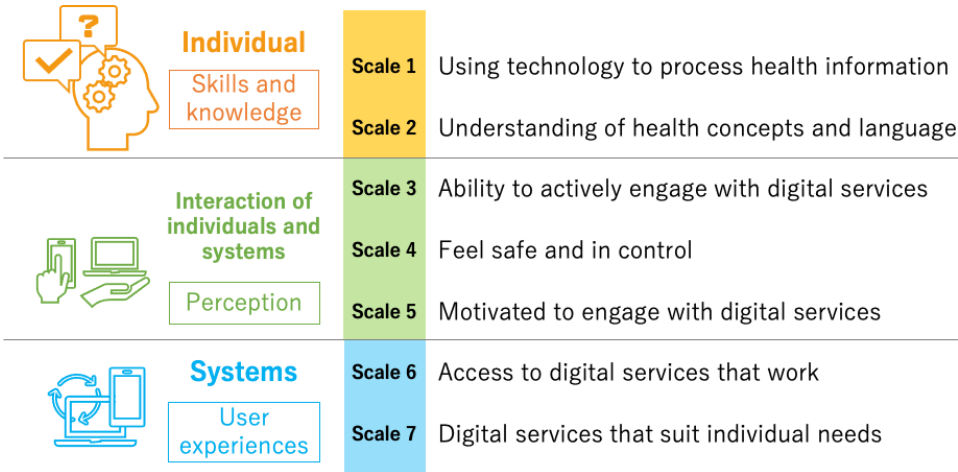 ?
Individual
Skills and
knowledge
Scale 1 Using technology to process health information
Scale 2 Understanding of health concepts and language
Interaction of
individuals and
systems
Perception
Scale 3 Ability to actively engage with digital services
Scale 4 Feel safe and in control
Scale 5 Motivated to engage with digital services
Systems
User
experiences
Scale 6 Access to digital services that work
Scale 7 Digital services that suit individual needs